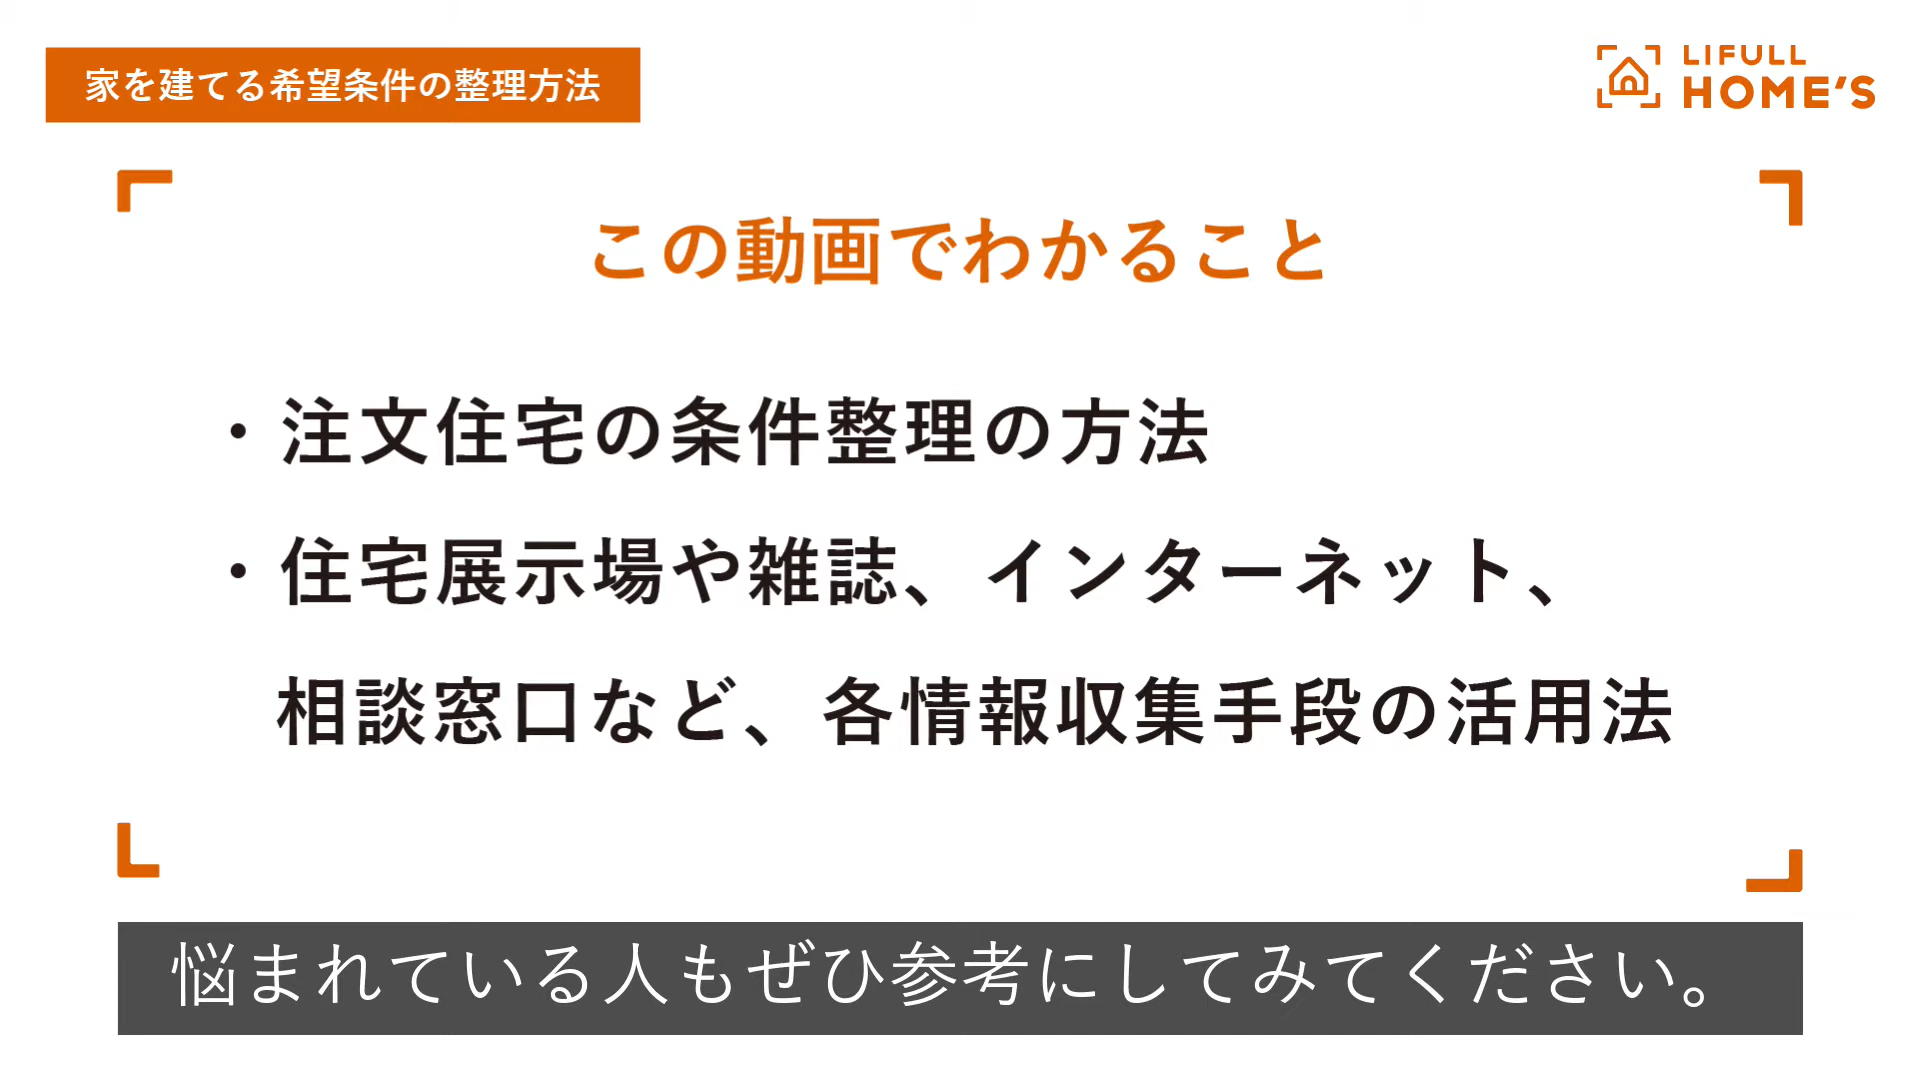 家を建てる希望条件の整理方法
LIFULL
HOME'S
この動画でわかること
・注文住宅の条件整理の方法
・住宅展示場や雑誌、インターネット、
相談窓口など、各情報収集手段の活用法
悩まれている人もぜひ参考にしてみてください。